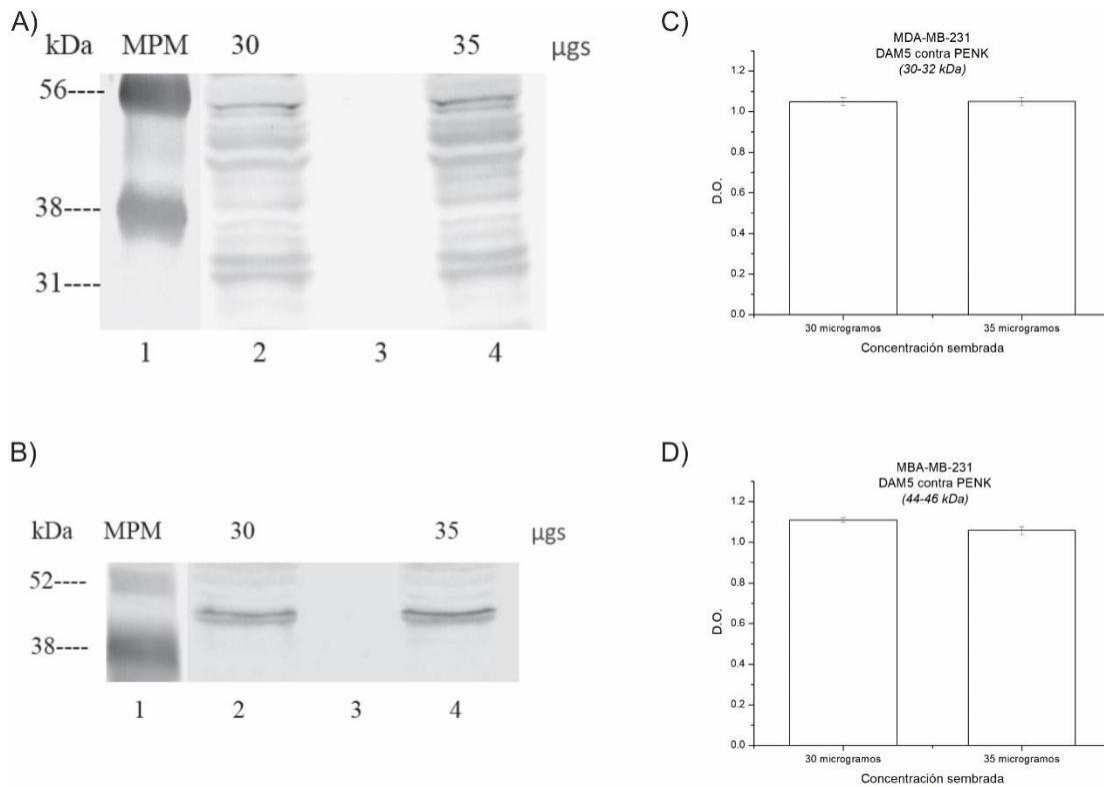 A)
kDa MPM 30 35 µgs
56----
38----
31----
1 2 3 4
B)
kDa MPM 30 35 µgs
52----
38----
1 2 3 4
C)
MDA-MB-231
DAM5 contra PENK
(30-32 kDa)
1.2
1.0
0.8
0.6
0.4
0.2
0.0
D.O.
30 microgramos 35 microgramos
Concentración sembrada
D)
MBA-MB-231
DAM5 contra PENK
(44-46 kDa)
1.2
1.0
0.8
0.6
0.4
0.2
0.0
D.O.
30 microgramos 35 microgramos
Concentración sembrada